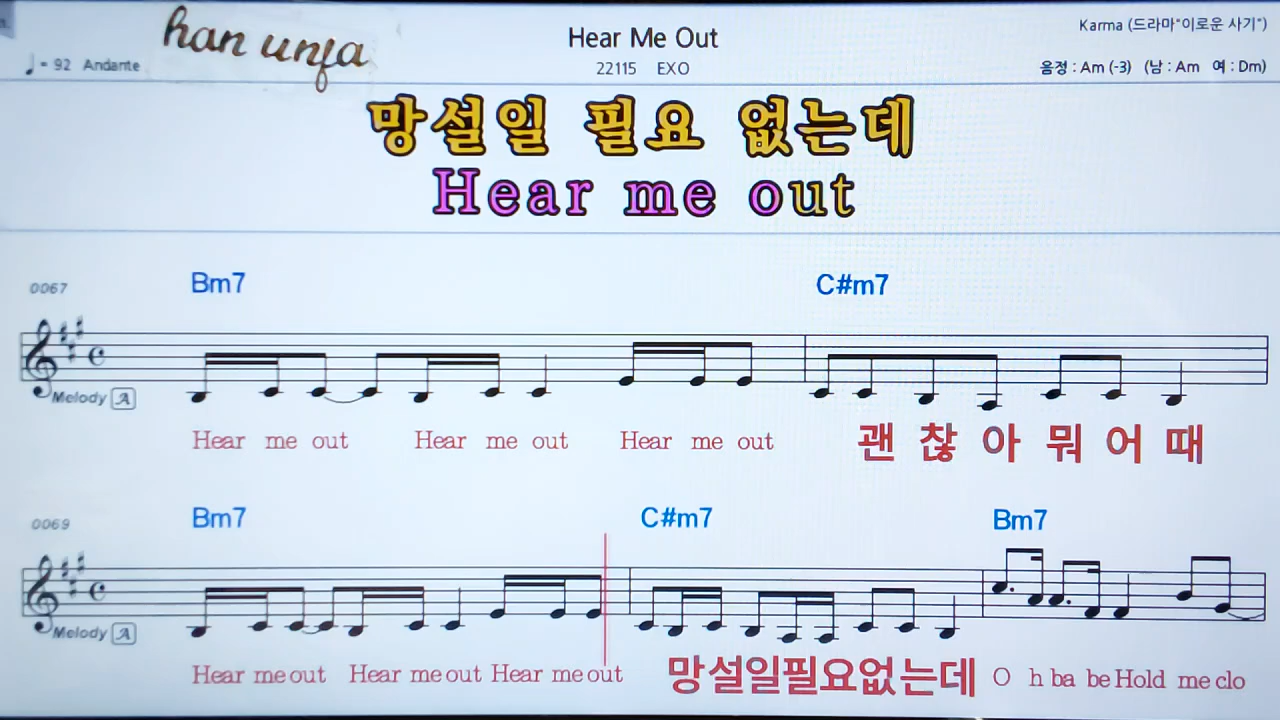 han unja
Hear Me Out
Karma (드라마"이로운 사기")
♩= 92 Andante
22115 EXO
음정 : Am (-3) (남 : Am 여 : Dm)
망설일 필요 없는데
Hear me out
0067
Bm7 C#m7
Melody A
Hear me out Hear me out Hear me out 괜 찮 아 뭐 어 때
0069
Bm7 C#m7 Bm7
Melody A
Hear me out Hear me out Hear me out 망설일필요없는데 O h ba be Hold me clo